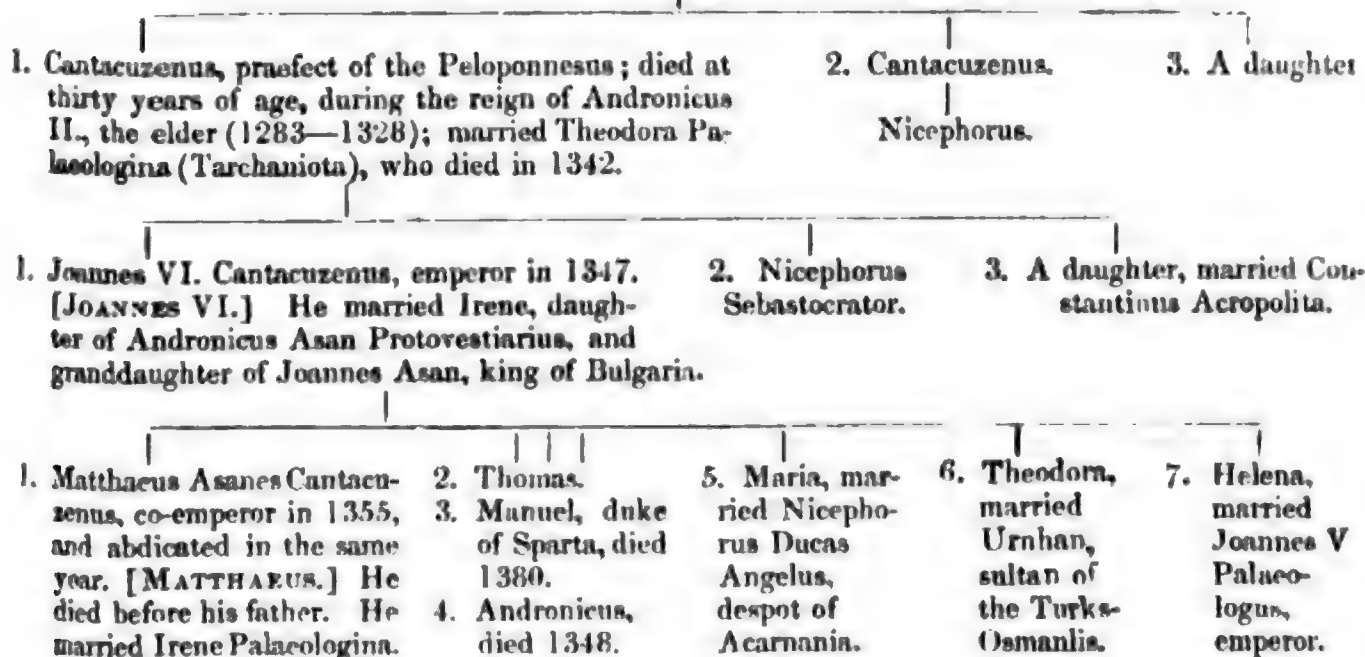 1. Cantacuzenus, praefect of the Peloponnesus; died at
thirty years of age, during the reign of Andronicus
II., the elder (1283—1328); married Theodora Pa-
laeologina (Tarchaniota), who died in 1342.
2. Cantacuzenus.
Nicephorus.
3. A daughter
1. Joannes VI. Cantacuzenus, emperor in 1347.
[JOANNES VI.] He married Irene, daugh-
ter of Andronicus Asan Protovestiarius, and
granddaughter of Joannes Asan, king of Bulgaria.
2. Nicephorus
Sebastocrator.
3. A daughter, married Con-
stantinus Acropolita.
1. Matthaeus Asanes Cantacu-
zenus, co-emperor in 1355,
and abdicated in the same
year. [MATTHAEUS.] He
died before his father. He
married Irene Palaeologina.
2. Thomas.
3. Manuel, duke
of Sparta, died
1380.
4. Andronicus,
died 1348.
5. Maria, mar-
ried Nicepho-
rus Ducas
Angelus,
despot of
Acarnania.
6. Theodora,
married
Urnhan,
sultan of
the Turks-
Osmanlis.
7. Helena,
married
Joannes V
Palaeo-
logus,
emperor.